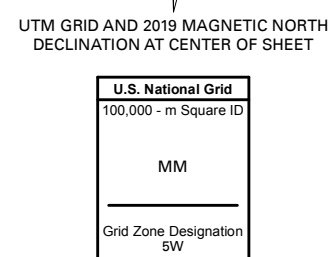 UTM GRID AND 2019 MAGNETIC NORTH
DECLINATION AT CENTER OF SHEET
U.S. National Grid
100,000 - m Square ID
MM
Grid Zone Designation
5W